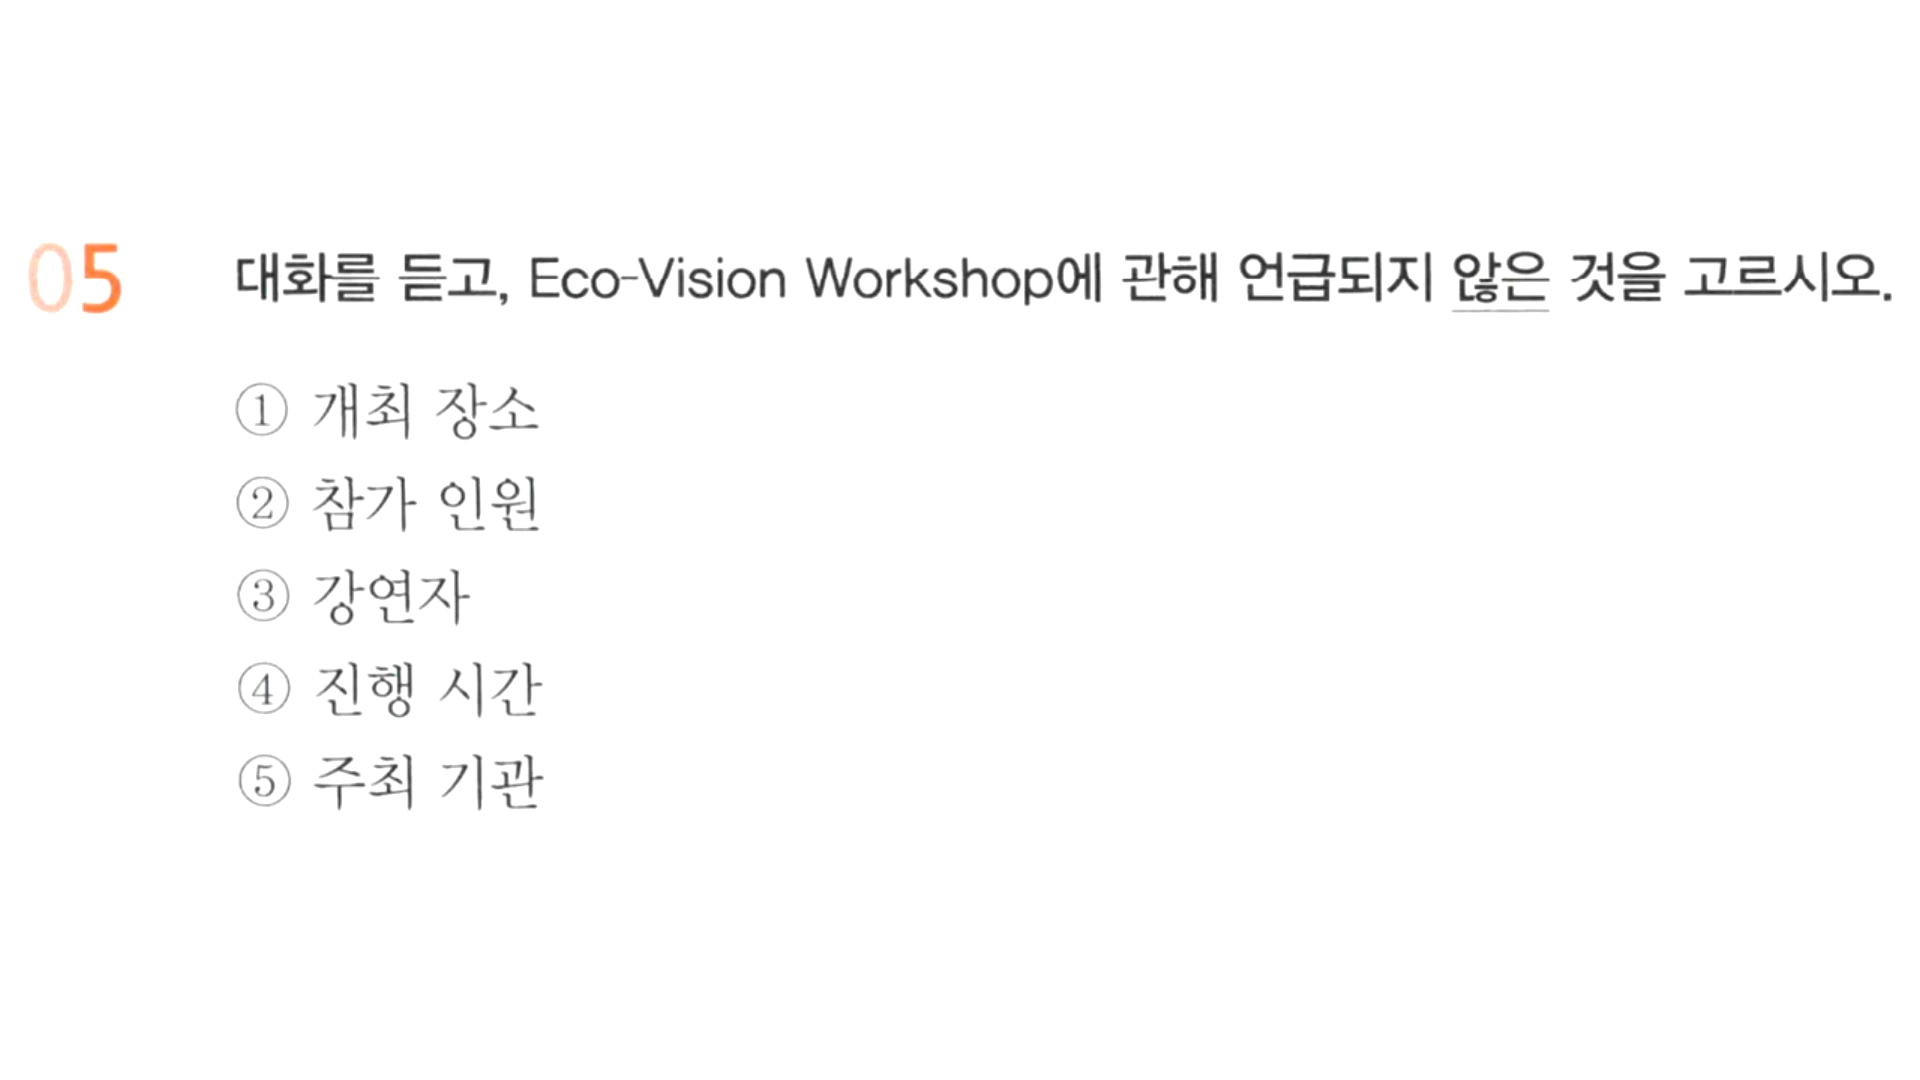 05 대화를 듣고, Eco-Vision Workshop에 관해 언급되지 않은 것을 고르시오.
① 개최 장소
② 참가 인원
③ 강연자
④ 진행 시간
⑤ 주최 기관